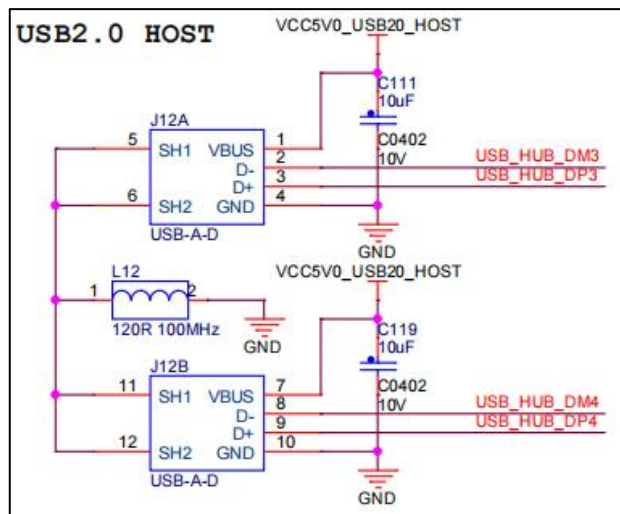 USB2.0 HOST
VCC5V0_USB20_HOST
C111
10uF
J12A
5 SH1 VBUS 1
D- 2
C0402
USB_HUB_DM3
10V
D+ 3
USB_HUB_DP3
6 SH2 GND 4
USB-A-D
GND
L12
VCC5V0_USB20_HOST
1 2
120R 100MHz
GND
C119
10uF
J12B
11 SH1 VBUS 7
C0402
D- 8
10V
USB_HUB_DM4
D+ 9
USB_HUB_DP4
12 SH2 GND 10
USB-A-D
GND